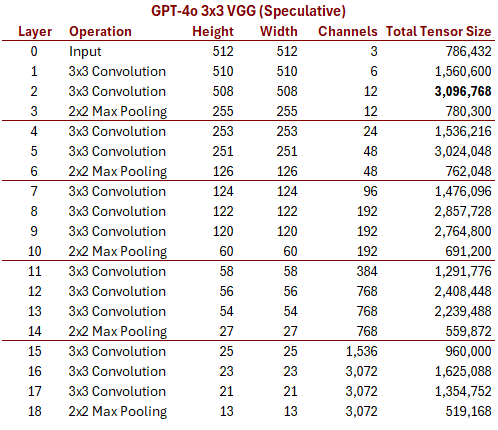 GPT-4o 3x3 VGG (Speculative)
Layer Operation Height Width Channels Total Tensor Size
0 Input 512 512 3 786,432
1 3x3 Convolution 510 510 6 1,560,600
2 3x3 Convolution 508 508 12 3,096,768
3 2x2 Max Pooling 255 255 12 780,300
4 3x3 Convolution 253 253 24 1,536,216
5 3x3 Convolution 251 251 48 3,024,048
6 2x2 Max Pooling 126 126 48 762,048
7 3x3 Convolution 124 124 96 1,476,096
8 3x3 Convolution 122 122 192 2,857,728
9 3x3 Convolution 120 120 192 2,764,800
10 2x2 Max Pooling 60 60 192 691,200
11 3x3 Convolution 58 58 384 1,291,776
12 3x3 Convolution 56 56 768 2,408,448
13 3x3 Convolution 54 54 768 2,239,488
14 2x2 Max Pooling 27 27 768 559,872
15 3x3 Convolution 25 25 1,536 960,000
16 3x3 Convolution 23 23 3,072 1,625,088
17 3x3 Convolution 21 21 3,072 1,354,752
18 2x2 Max Pooling 13 13 3,072 519,168